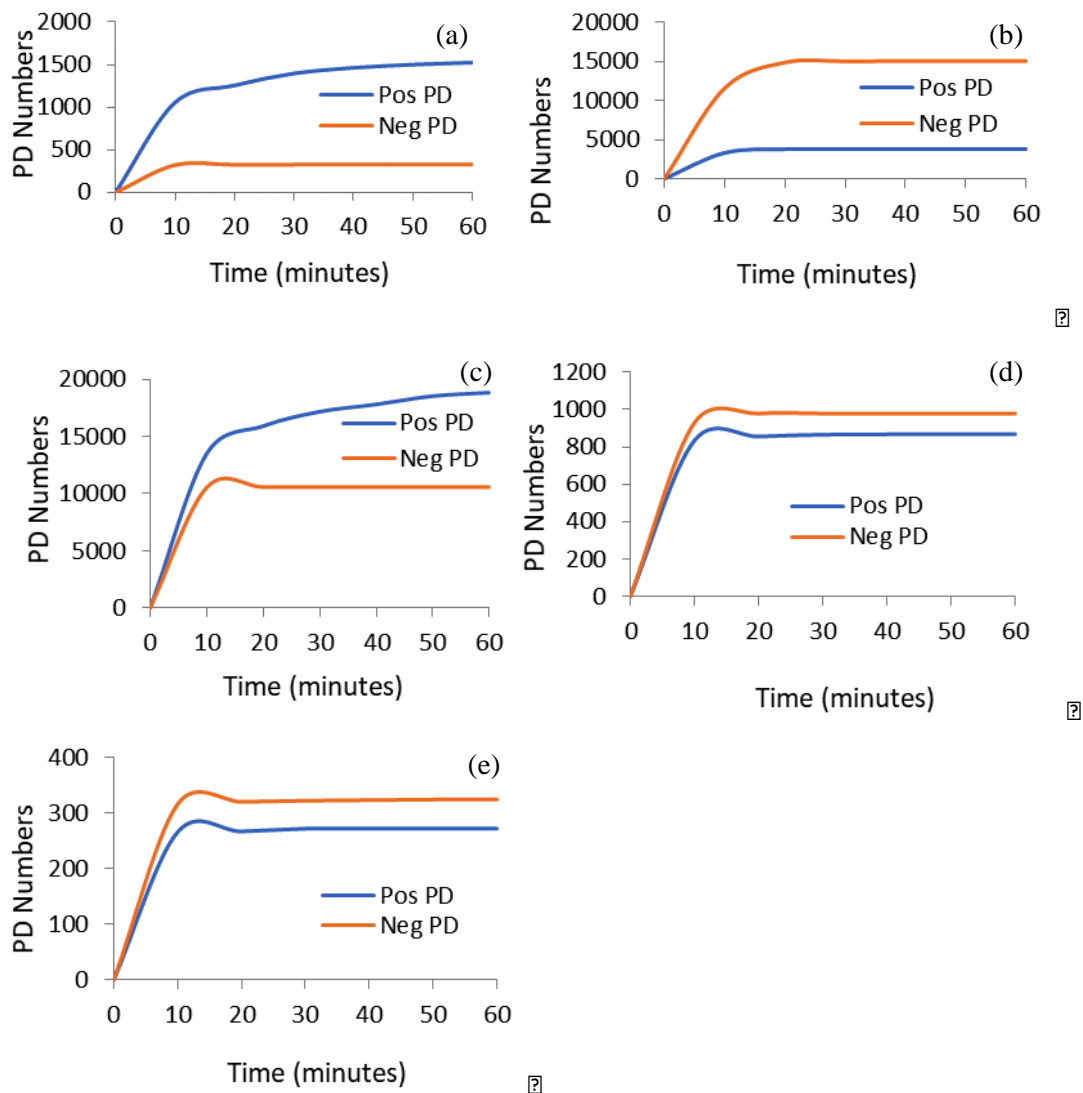 (a)
PD Numbers
2000
1500
1000
500
0
Pos PD
Neg PD
0 10 20 30 40 50 60
Time (minutes)
(b)
PD Numbers
20000
15000
10000
5000
0
Pos PD
Neg PD
0 10 20 30 40 50 60
Time (minutes)
(c)
PD Numbers
20000
15000
10000
5000
0
Pos PD
Neg PD
0 10 20 30 40 50 60
Time (minutes)
(d)
PD Numbers
1200
1000
800
600
400
200
0
Pos PD
Neg PD
0 10 20 30 40 50 60
Time (minutes)
(e)
PD Numbers
400
300
200
100
0
Pos PD
Neg PD
0 10 20 30 40 50 60
Time (minutes)